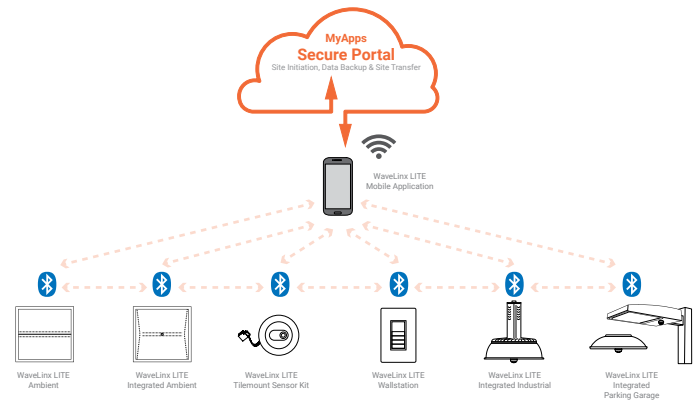 MyApps
Secure Portal
Site Initiation, Data Backup & Site Transfer
WaveLinx LITE
Mobile Application
WaveLinx LITE
Ambient
WaveLinx LITE
Integrated Ambient
WaveLinx LITE
Tilemount Sensor Kit
WaveLinx LITE
Wallstation
WaveLinx LITE
Integrated Industrial
WaveLinx LITE
Integrated
Parking Garage